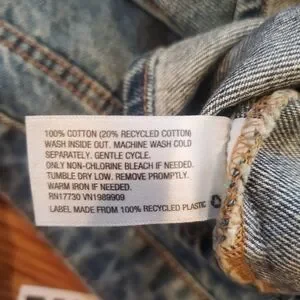 100% COTTON (20% RECYCLED COTTON)
WASH INSIDE OUT. MACHINE WASH COLD
SEPARATELY. GENTLE CYCLE.
ONLY NON-CHLORINE BLEACH IF NEEDED.
TUMBLE DRY LOW. REMOVE PROMPTLY.
WARM IRON IF NEEDED.
RN17730 VN1989909
LABEL MADE FROM 100% RECYCLED PLASTIC